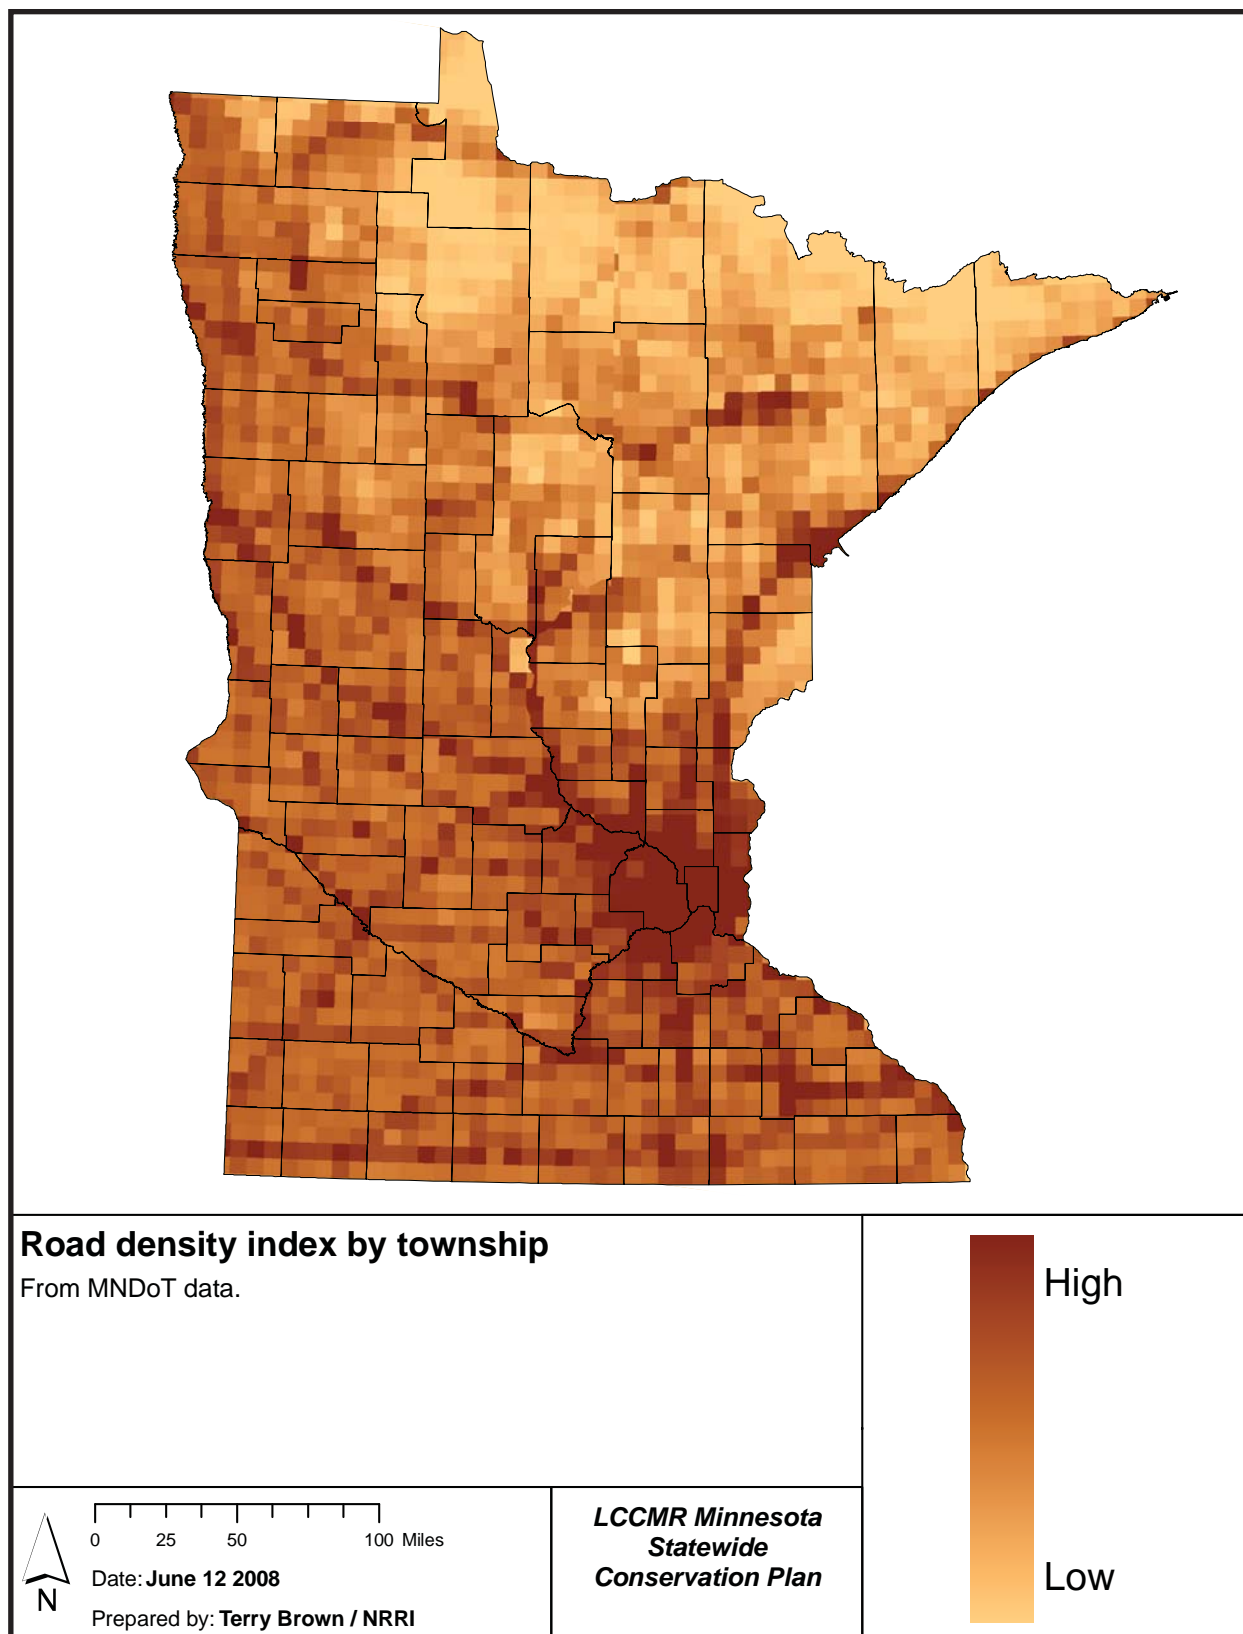 Road density index by township
From MNDoT data.
High
Low
0 25 50 100 Miles
N
Date: June 12 2008
Prepared by: Terry Brown / NRRI
LCCMR Minnesota
Statewide
Conservation Plan